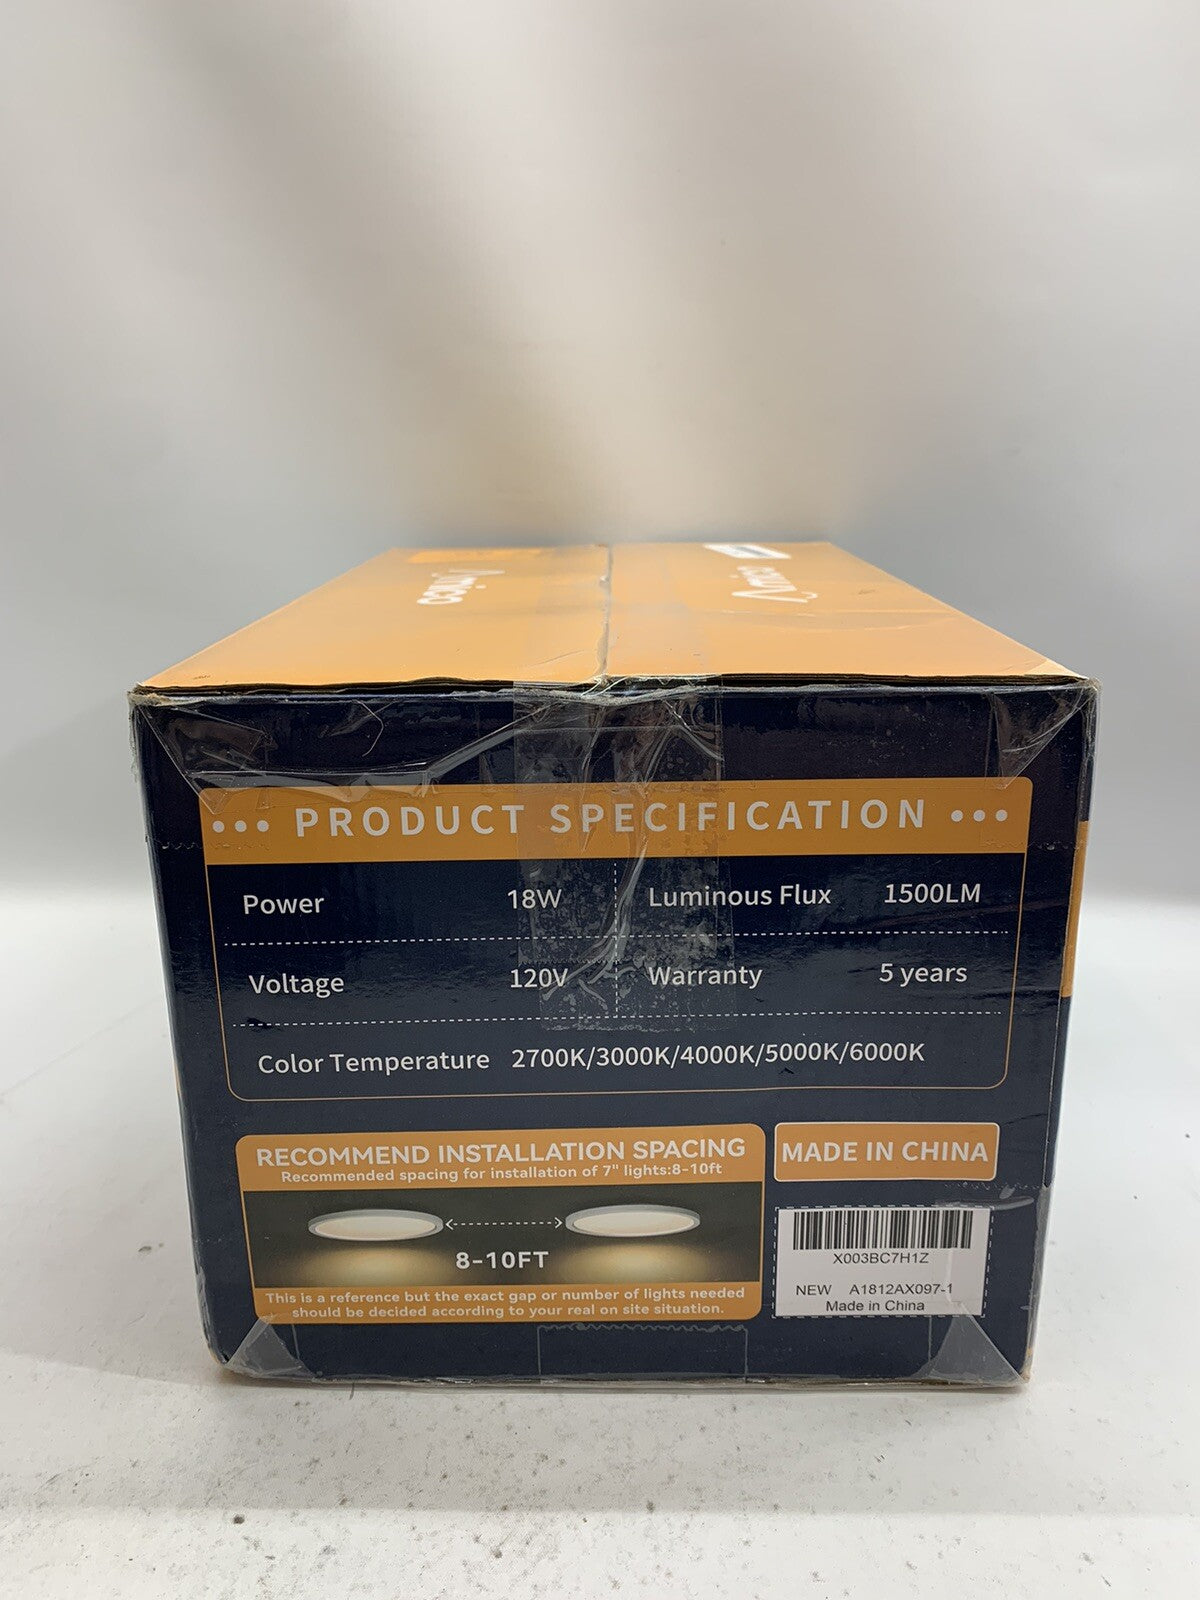 Amico
Amico
••• PRODUCT SPECIFICATION •••
Power 18W Luminous Flux 1500LM
Voltage 120V Warranty 5 years
Color Temperature 2700K/3000K/4000K/5000K/6000K
RECOMMEND INSTALLATION SPACING
Recommended spacing for installation of 7" lights:8-10ft
8-10FT
This is a reference but the exact gap or number of lights needed
should be decided according to your real on site situation.
MADE IN CHINA
X003BC7H1Z
NEW A1812AX097-1
Made in China